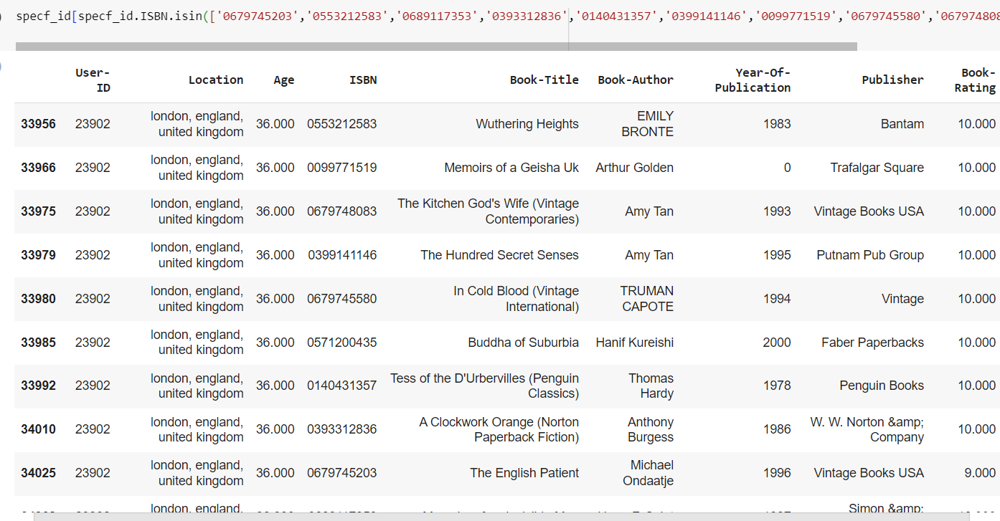 specf_id[specf_id.ISBN.isin(['0679745203','0553212583','0689117353','0393312836','0140431357','0399141146','0099771519','0679745580','067974808
User-ID Location Age ISBN Book-Title Book-Author Year-Of-Publication Publisher Book-Rating
33956 23902 london, england, united kingdom 36.000 0553212583 Wuthering Heights EMILY BRONTE 1983 Bantam 10.000
33966 23902 london, england, united kingdom 36.000 0099771519 Memoirs of a Geisha Uk Arthur Golden 0 Trafalgar Square 10.000
33975 23902 london, england, united kingdom 36.000 0679748083 The Kitchen God's Wife (Vintage Contemporaries) Amy Tan 1993 Vintage Books USA 10.000
33979 23902 london, england, united kingdom 36.000 0399141146 The Hundred Secret Senses Amy Tan 1995 Putnam Pub Group 10.000
33980 23902 london, england, united kingdom 36.000 0679745580 In Cold Blood (Vintage International) TRUMAN CAPOTE 1994 Vintage 10.000
33985 23902 london, england, united kingdom 36.000 0571200435 Buddha of Suburbia Hanif Kureishi 2000 Faber Paperbacks 10.000
33992 23902 london, england, united kingdom 36.000 0140431357 Tess of the D'Urbervilles (Penguin Classics) Thomas Hardy 1978 Penguin Books 10.000
34010 23902 london, england, united kingdom 36.000 0393312836 A Clockwork Orange (Norton Paperback Fiction) Anthony Burgess 1986 W. W. Norton &amp; Company 10.000
34025 23902 london, england, united kingdom 36.000 0679745203 The English Patient Michael Ondaatje 1996 Vintage Books USA 9.000
london, england, Simon &amp;